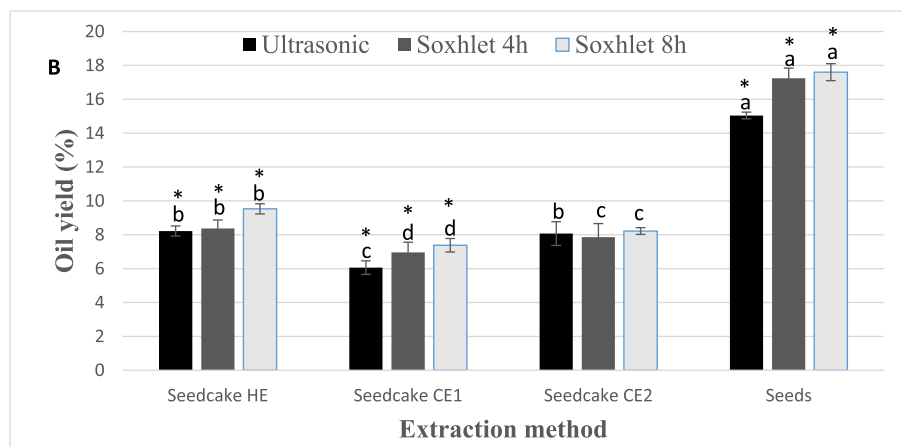 20
Ultrasonic Soxhlet 4h Soxhlet 8h
B
18
16
14
12
10
8
6
4
2
0
Oil yield (%)
* * *
b b b
* * *
c d d
b c c
* * *
a a a
Seedcake HE Seedcake CE1 Seedcake CE2 Seeds
Extraction method